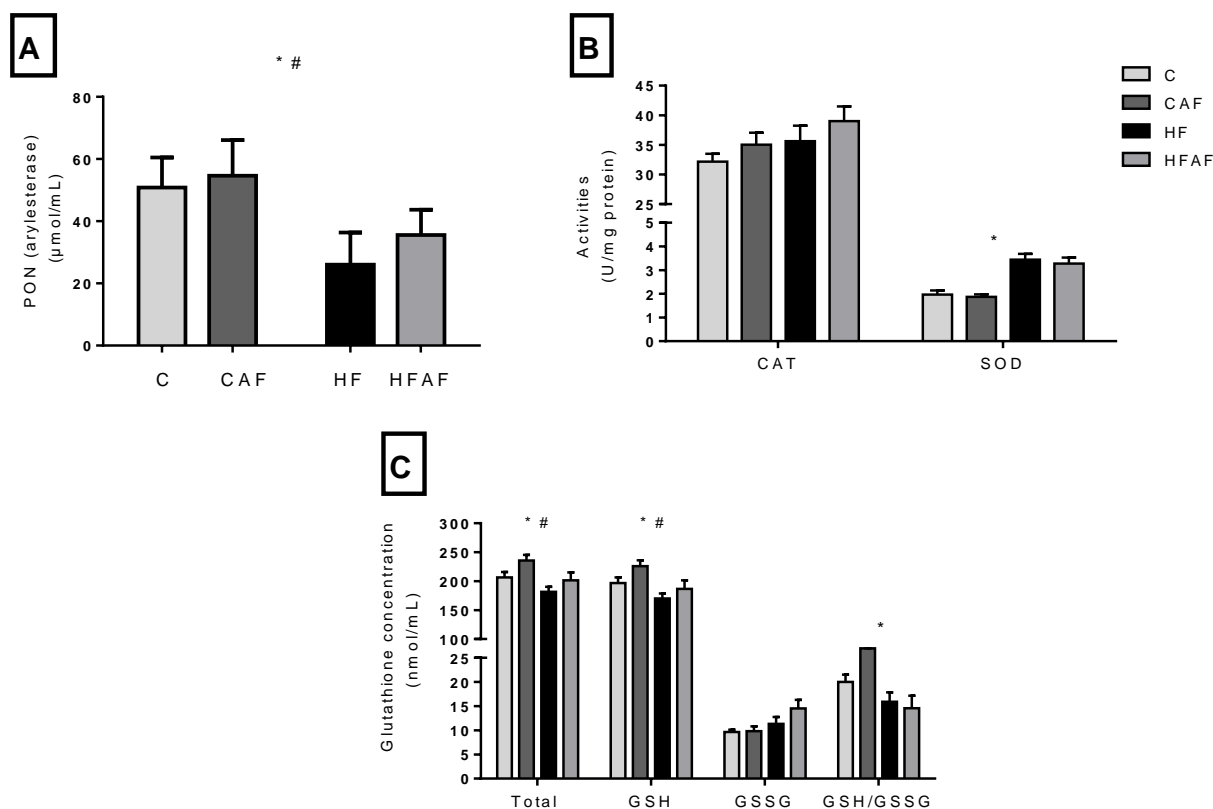 A
* #
PON (arylesterase)
(µmol/mL)
80
60
40
20
0
C CAF HF HFAF
B
Activities
(U/mg protein)
45
40
35
30
25
5
4
3
2
1
0
*
CAT SOD
C
CAF
HF
HFAF
C
Glutathione concentration
(nmol/mL)
300
250
200
150
100
25
20
15
10
5
0
* # * #
*
Total GSH GSSG GSH/GSSG